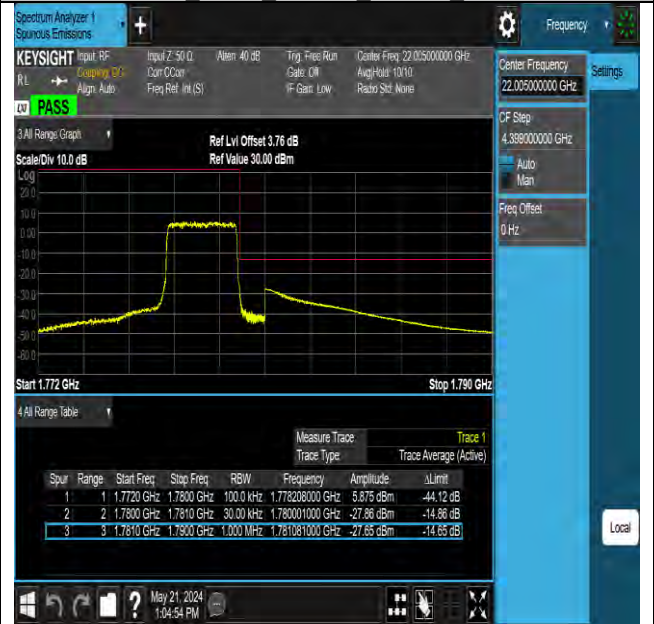 Spectrum Analyzer 1
Spurious Emissions
Frequency
KEYSIGHT
Input: RF
Input Z: 50 Ω
Atten: 40 dB
Trig: Free Run
Center Freq: 22.005000000 GHz
RL
Coupling: DC
Corr CCorr
Gate: Off
Avg|Hold: 10/10
Align: Auto
Freq Ref: Int (S)
IF Gain: Low
Radio Std: None
LXI
PASS
Center Frequency
22.005000000 GHz
Settings
CF Step
4.399000000 GHz
Auto
Man
Freq Offset
0 Hz
3 All Range Graph
Ref Lvl Offset 3.76 dB
Scale/Div 10.0 dB
Ref Value 30.00 dBm
Log
20.0
10.0
0.00
-10.0
-20.0
-30.0
-40.0
-50.0
-60.0
Start 1.772 GHz
Stop 1.790 GHz
4 All Range Table
Measure Trace
Trace 1
Trace Type
Trace Average (Active)
Spur Range Start Freq Stop Freq RBW Frequency Amplitude ΔLimit
1 1 1.7720 GHz 1.7800 GHz 100.0 kHz 1.778208000 GHz 5.875 dBm -44.12 dB
2 2 1.7800 GHz 1.7810 GHz 30.00 kHz 1.780001000 GHz -27.86 dBm -14.86 dB
3 3 1.7810 GHz 1.7900 GHz 1.000 MHz 1.781081000 GHz -27.65 dBm -14.65 dB
Local
May 21, 2024
1:04:54 PM